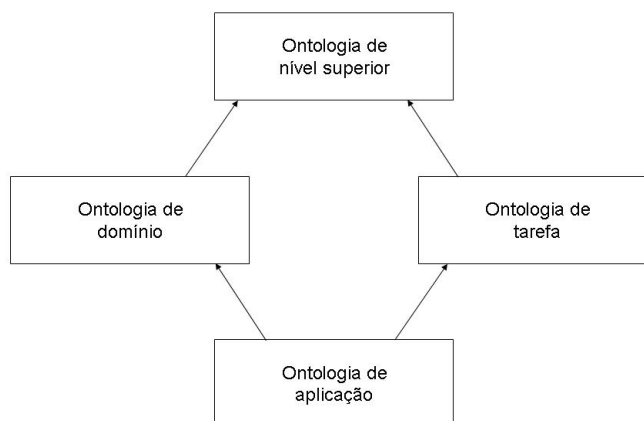 Ontologia de
nível superior
Ontologia de
domínio
Ontologia de
tarefa
Ontologia de
aplicação